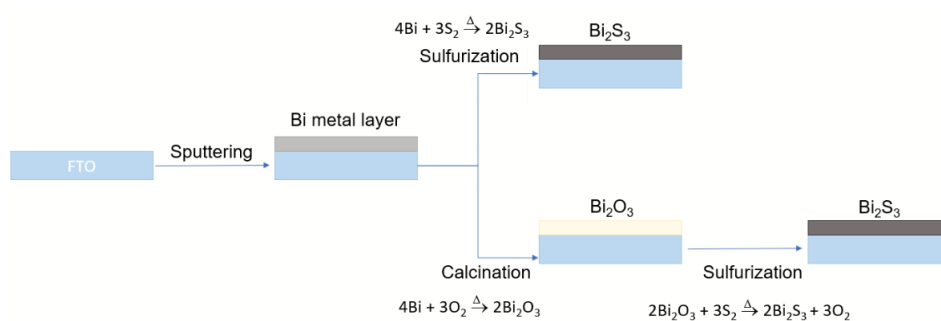 4Bi + 3S₂ →Δ 2Bi₂S₃
Sulfurization
Bi₂S₃
Bi metal layer
FTO
Sputtering
Bi₂O₃
Bi₂S₃
Calcination
Sulfurization
4Bi + 3O₂ →Δ 2Bi₂O₃
2Bi₂O₃ + 3S₂ →Δ 2Bi₂S₃ + 3O₂